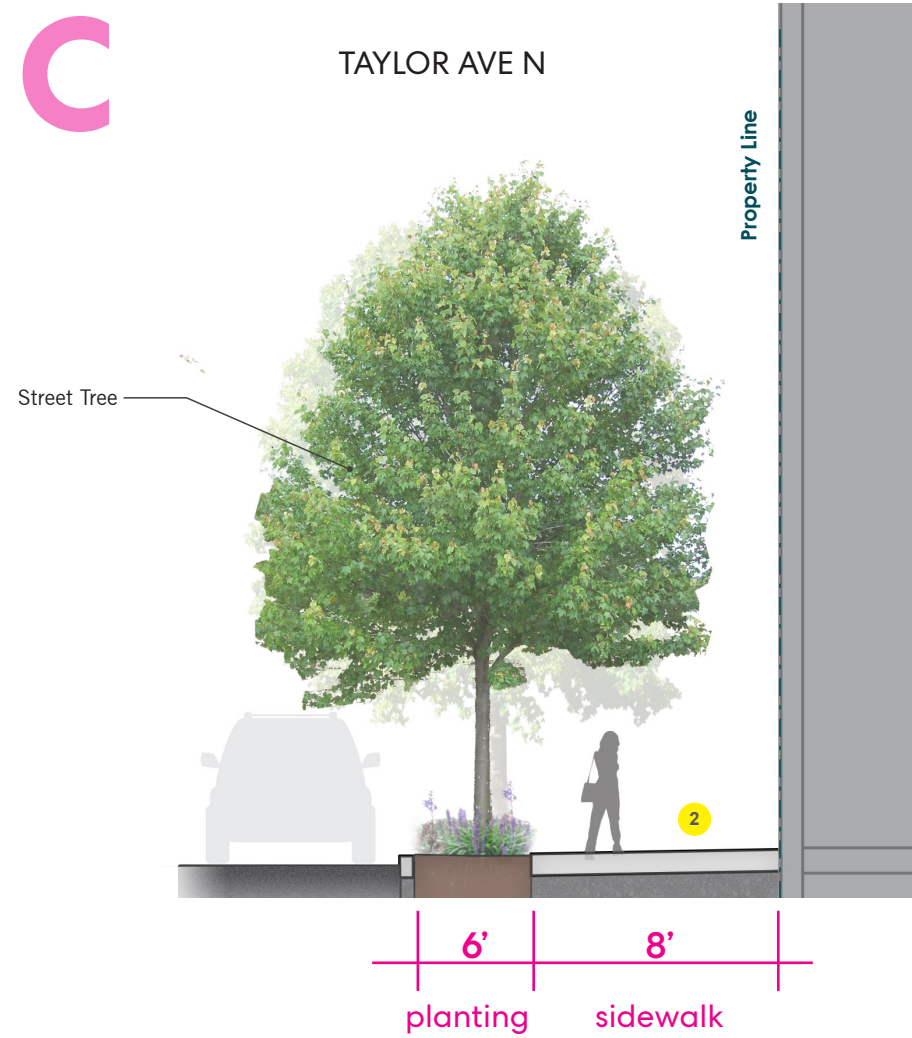 C
TAYLOR AVE N
Property Line
Street Tree
2
6’ 8’
planting sidewalk